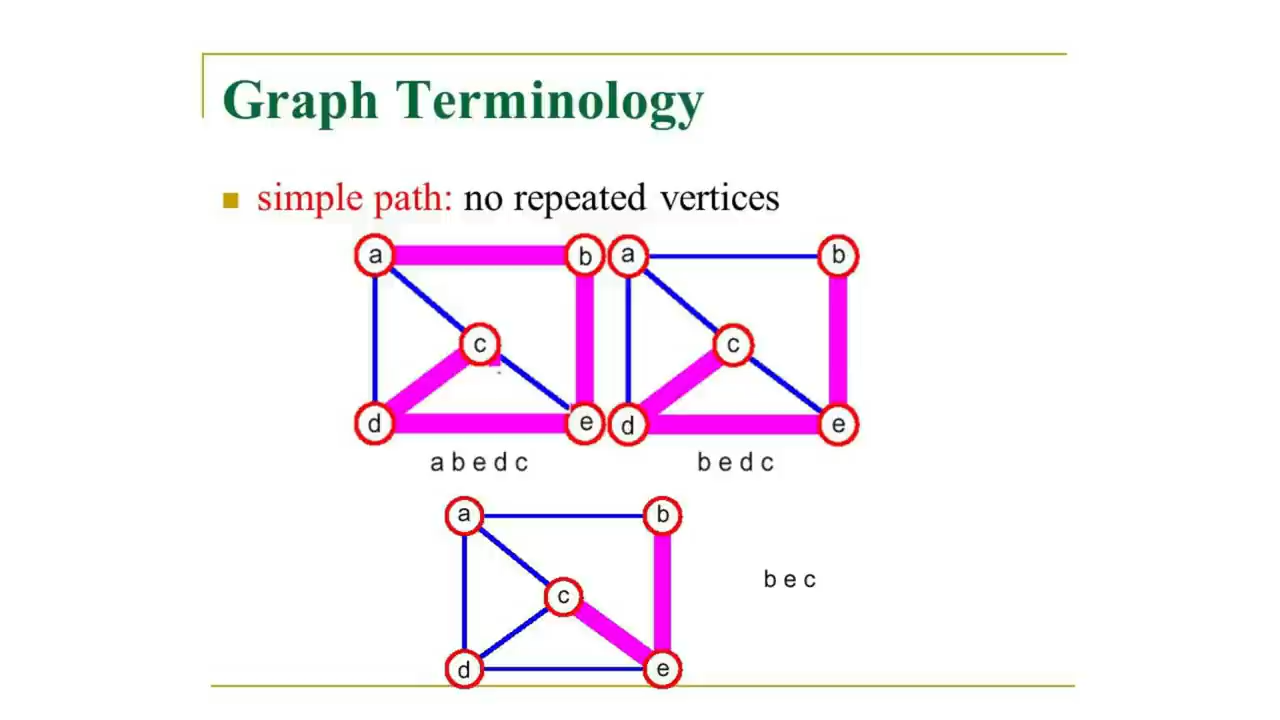 Graph Terminology
simple path: no repeated vertices
a b a b
c c
d e d e
a b e d c b e d c
a b
b e c
c
d e